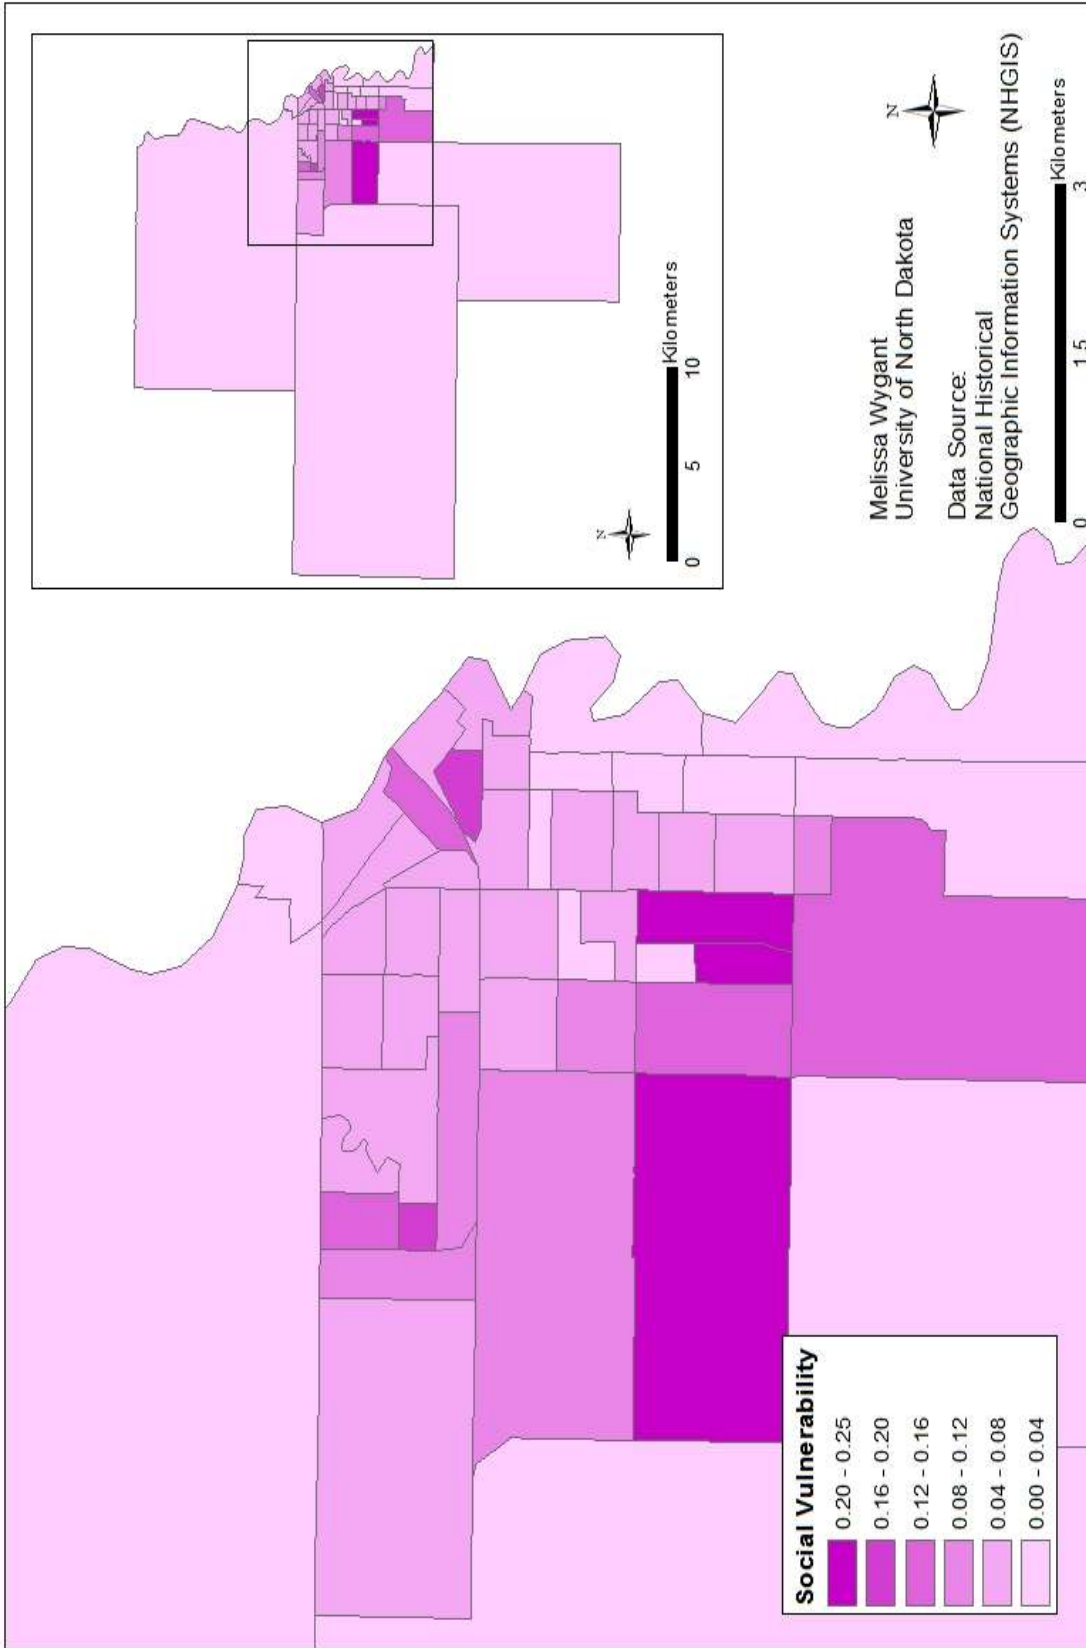 N
0 5 10
Kilometers
Melissa Wygant
University of North Dakota
Data Source:
National Historical
Geographic Information Systems (NHGIS)
N
0 1.5 3
Kilometers
Social Vulnerability
0.20 - 0.25
0.16 - 0.20
0.12 - 0.16
0.08 - 0.12
0.04 - 0.08
0.00 - 0.04